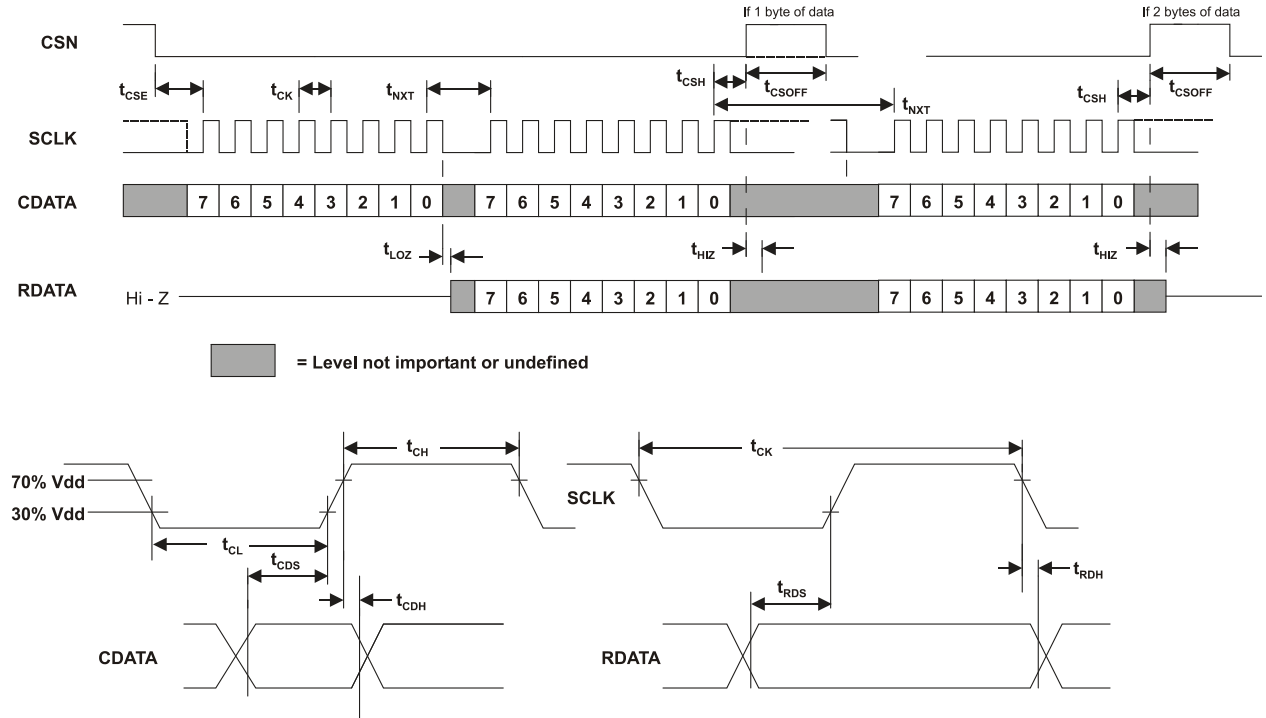 If 1 byte of data If 2 bytes of data
CSN
tCSE tCK tNXT tCSH tCSOFF tNXT tCSH tCSOFF
SCLK
CDATA 7 6 5 4 3 2 1 0 7 6 5 4 3 2 1 0 7 6 5 4 3 2 1 0
tLOZ tHIZ tHIZ
RDATA Hi - Z 7 6 5 4 3 2 1 0 7 6 5 4 3 2 1 0
= Level not important or undefined
tCH tCK
70% Vdd
SCLK
30% Vdd
tCL
tCDS
tRDH
tRDS
tCDH
CDATA RDATA